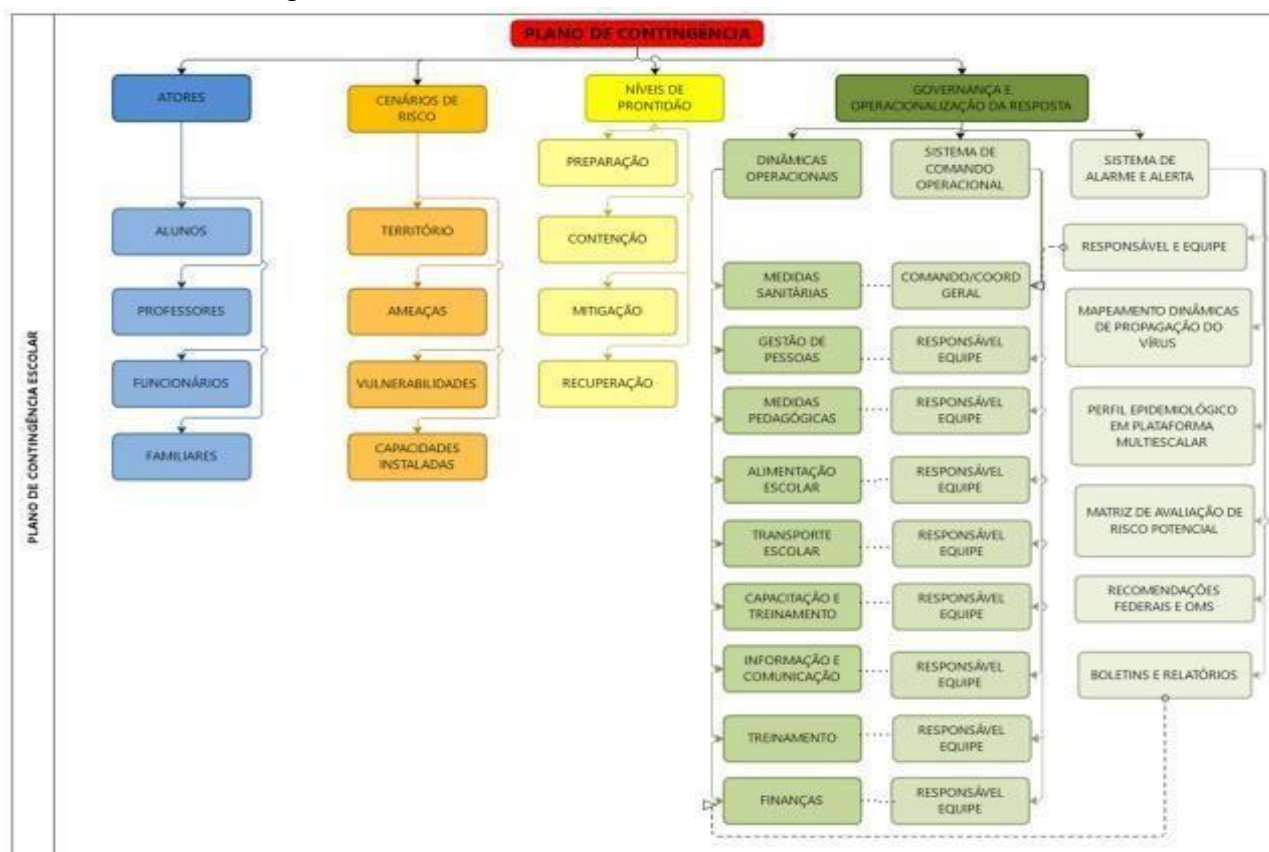 PLANO DE CONTINGÊNCIA ESCOLAR
PLANO DE CONTINGÊNCIA
ATORES
ALUNOS
PROFESSORES
FUNCIONÁRIOS
FAMILIARES
CENÁRIOS DE
RISCO
TERRITÓRIO
AMEAÇAS
VULNERABILIDADES
CAPACIDADES
INSTALADAS
NÍVEIS DE
PRONTIDÃO
PREPARAÇÃO
CONTENÇÃO
MITIGAÇÃO
RECUPERAÇÃO
GOVERNANÇA E
OPERACIONALIZAÇÃO DA RESPOSTA
DINÂMICAS
OPERACIONAIS
MEDIDAS
SANITÁRIAS
GESTÃO DE
PESSOAS
MEDIDAS
PEDAGÓGICAS
ALIMENTAÇÃO
ESCOLAR
TRANSPORTE
ESCOLAR
CAPACITAÇÃO E
TREINAMENTO
INFORMAÇÃO E
COMUNICAÇÃO
TREINAMENTO
FINANÇAS
SISTEMA DE
COMANDO
OPERACIONAL
COMANDO/COORD
GERAL
RESPONSÁVEL
EQUIPE
RESPONSÁVEL
EQUIPE
RESPONSÁVEL
EQUIPE
RESPONSÁVEL
EQUIPE
RESPONSÁVEL
EQUIPE
RESPONSÁVEL
EQUIPE
RESPONSÁVEL
EQUIPE
RESPONSÁVEL
EQUIPE
SISTEMA DE
ALARME E ALERTA
RESPONSÁVEL E EQUIPE
MAPEAMENTO DINÂMICAS
DE PROPAGAÇÃO DO
VÍRUS
PERFIL EPIDEMIOLÓGICO
EM PLATAFORMA
MULTIESCALAR
MATRIZ DE AVALIAÇÃO DE
RISCO POTENCIAL
RECOMENDAÇÕES
FEDERAIS E OMS
BOLETINS E RELATÓRIOS